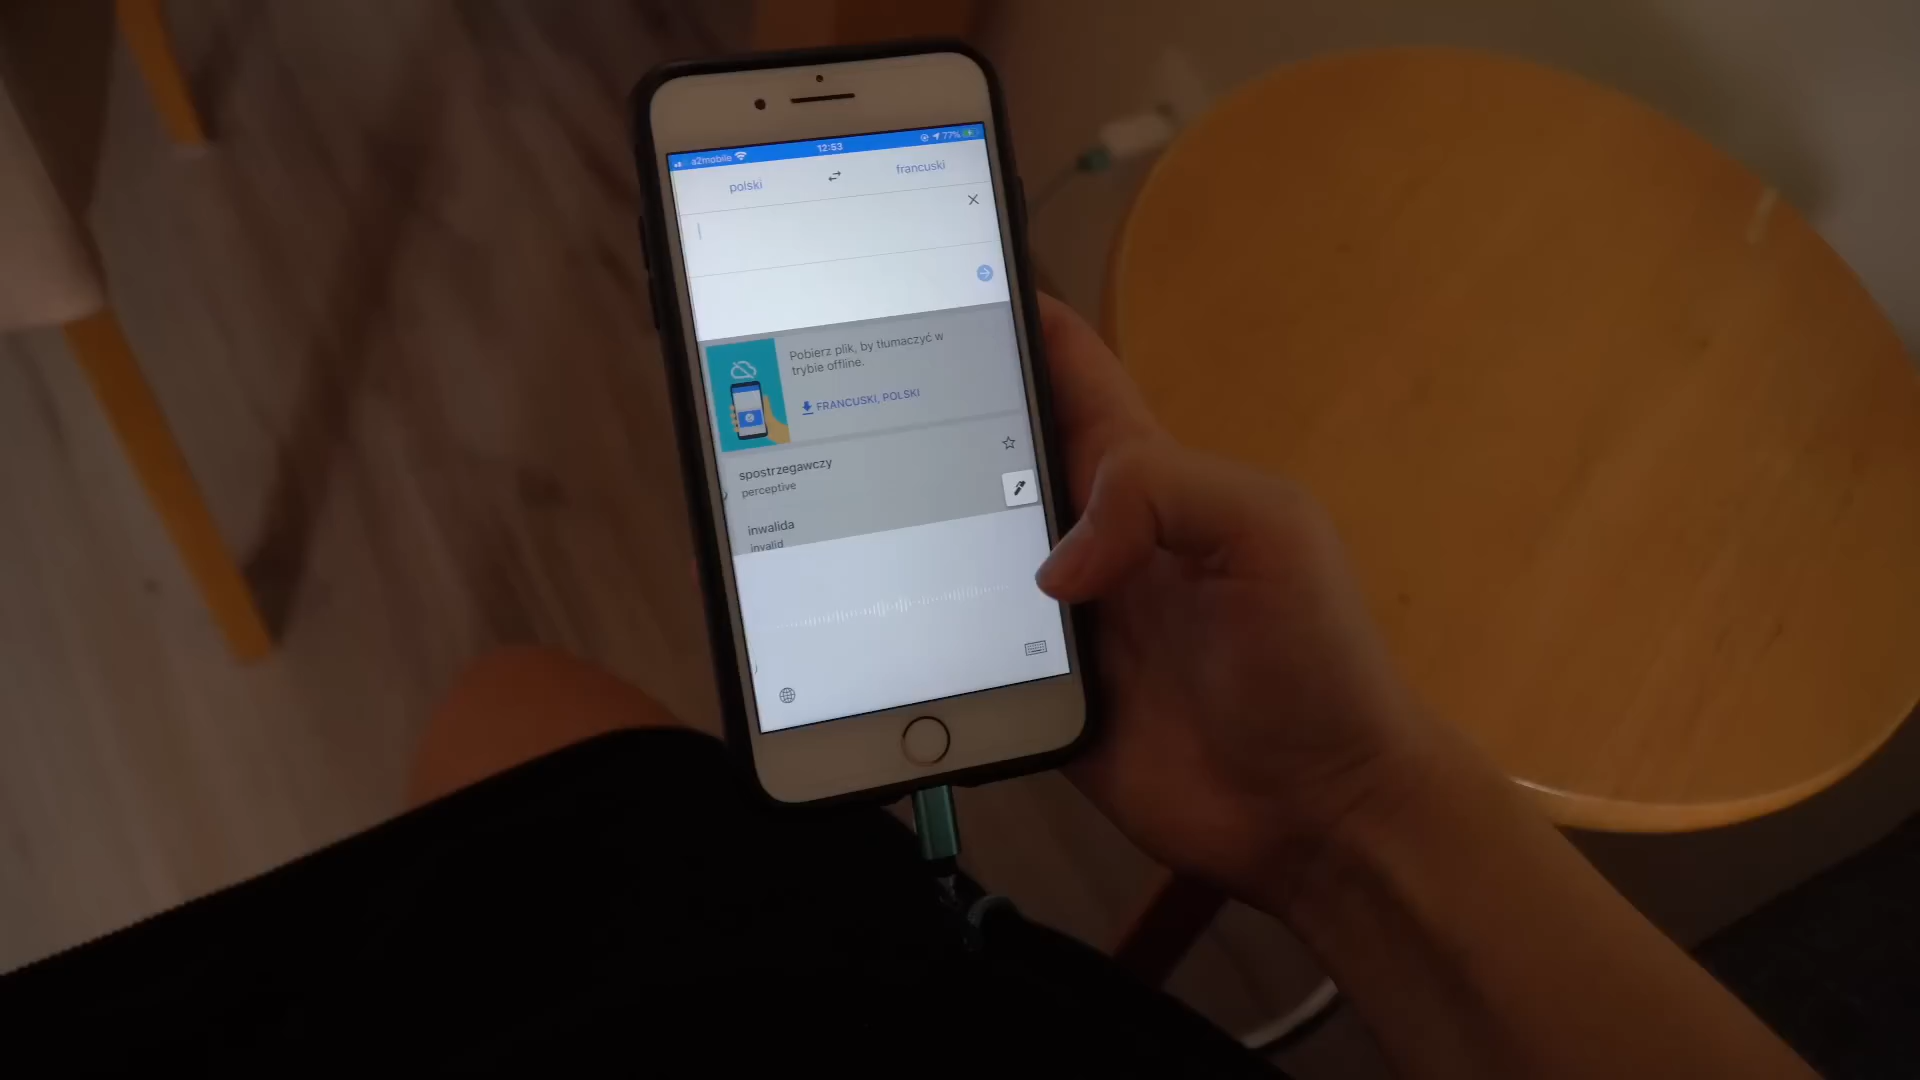 a2mobile 12:53 77%
polski francuski
Pobierz plik, by tłumaczyć w
trybie offline.
FRANCUSKI, POLSKI
spostrzegawczy
perceptive
inwalida
invalid